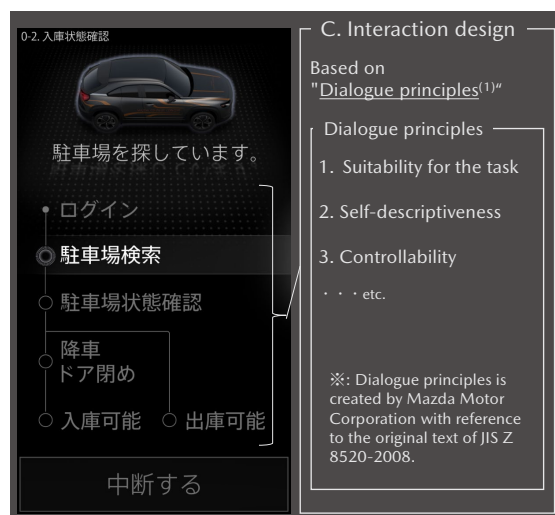 0-2. 入庫状態確認
駐車場を探しています。
ログイン
駐車場検索
駐車場状態確認
降車
ドア閉め
入庫可能
出庫可能
中断する
C. Interaction design
Based on
"Dialogue principles⁽¹⁾“
Dialogue principles
1. Suitability for the task
2. Self-descriptiveness
3. Controllability
・・・etc.
※: Dialogue principles is
created by Mazda Motor
Corporation with reference
to the original text of JIS Z
8520-2008.